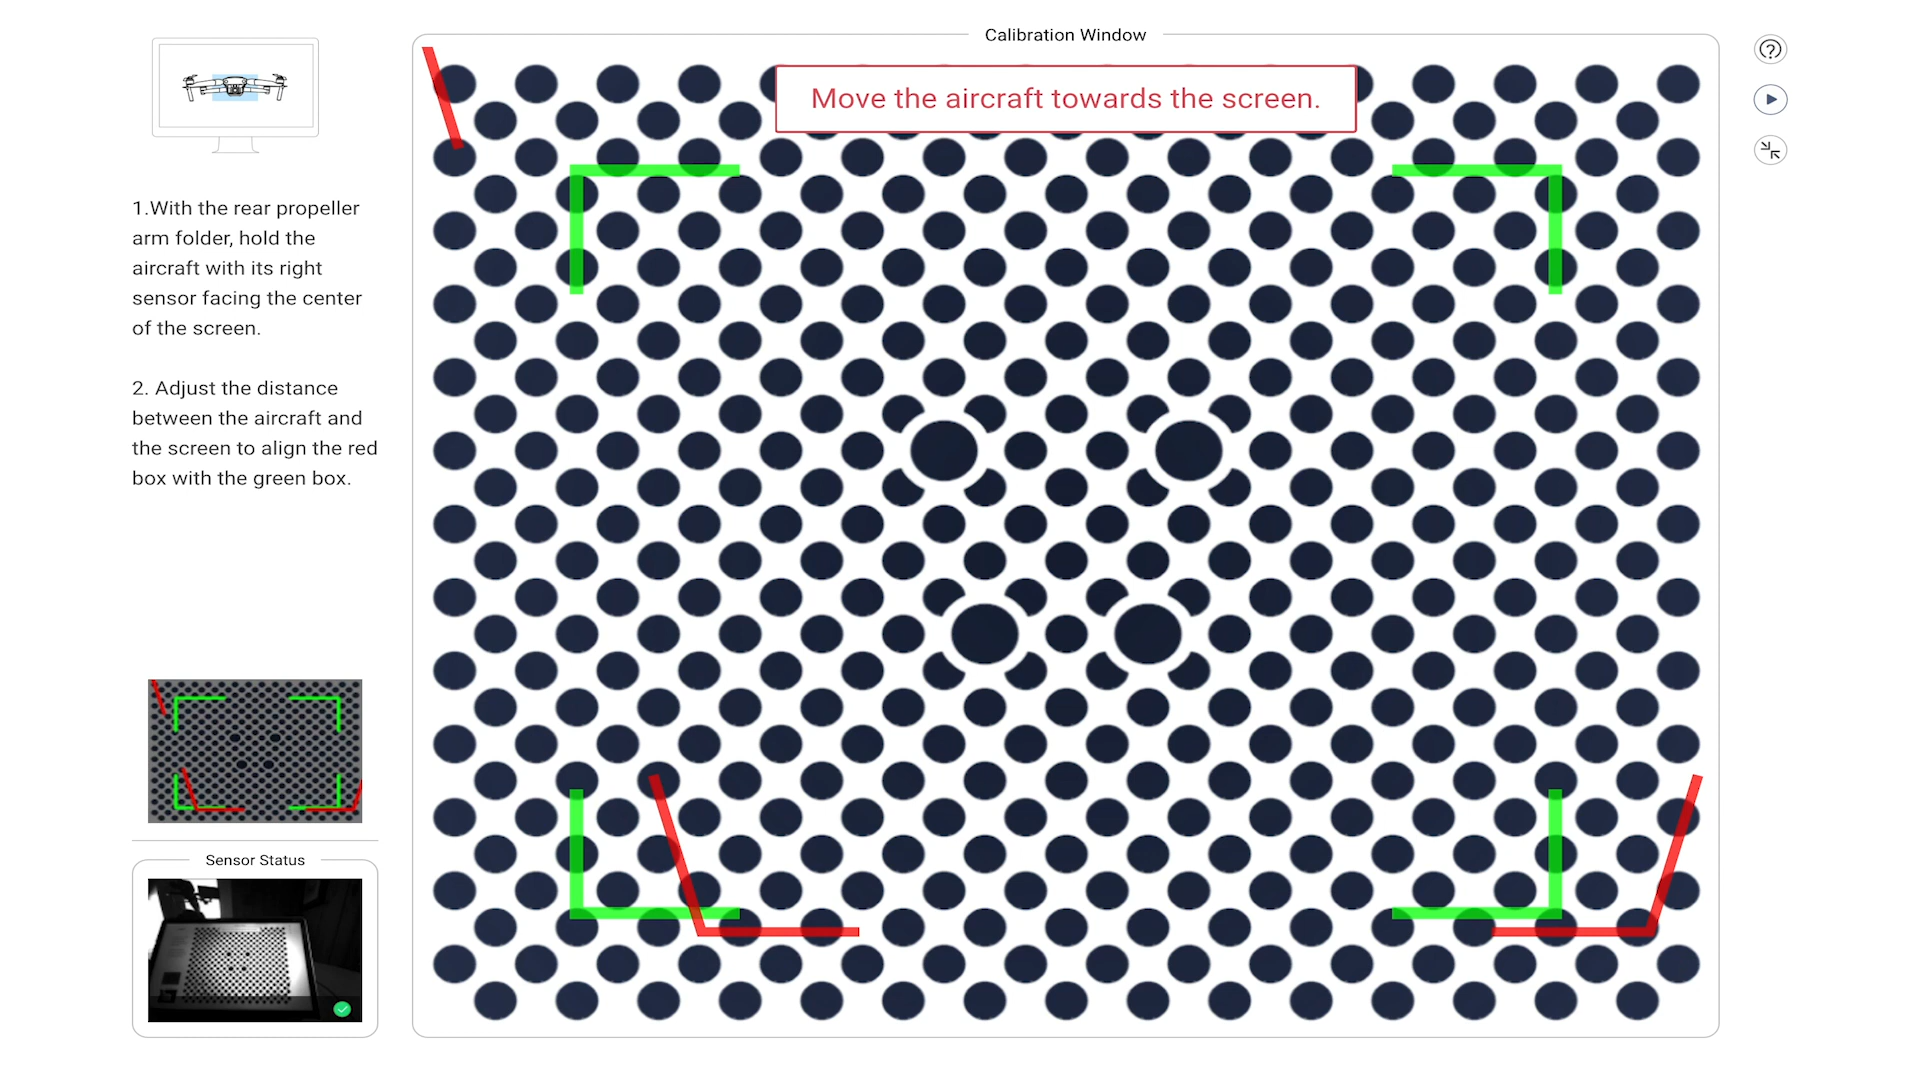 Calibration Window
Move the aircraft towards the screen.
1.With the rear propeller
arm folder, hold the
aircraft with its right
sensor facing the center
of the screen.
2. Adjust the distance
between the aircraft and
the screen to align the red
box with the green box.
Sensor Status